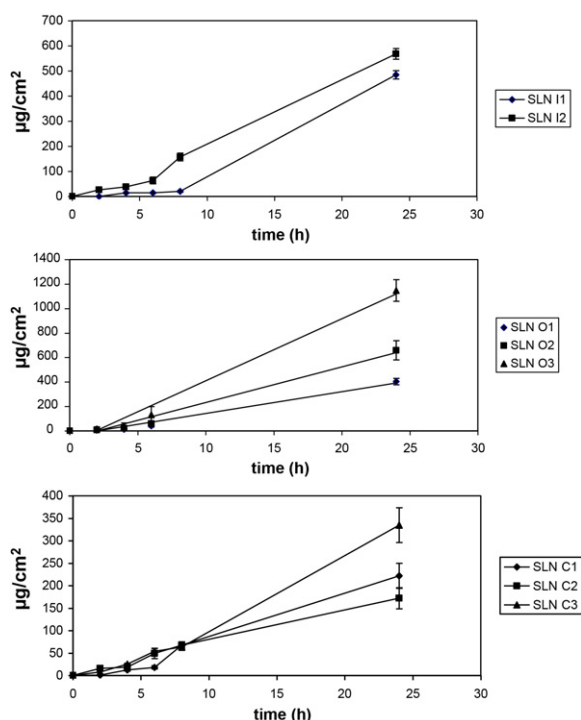 700
600
500
400
300
200
100
0
µg/cm²
0 5 10 15 20 25 30
time (h)
SLN I1
SLN I2
1400
1200
1000
800
600
400
200
0
µg/cm²
0 5 10 15 20 25 30
time (h)
SLN O1
SLN O2
SLN O3
400
350
300
250
200
150
100
50
0
µg/cm²
0 5 10 15 20 25 30
time (h)
SLN C1
SLN C2
SLN C3